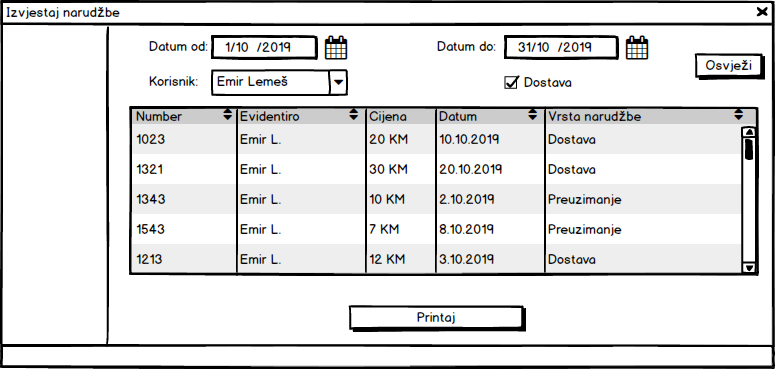 Izvjestaj narudžbe
Datum od: 1/10 /2019 Datum do: 31/10 /2019
Osvježi
Korisnik: Emir Lemeš Dostava
Number Evidentiro Cijena Datum Vrsta narudžbe
1023 Emir L. 20 KM 10.10.2019 Dostava
1321 Emir L. 30 KM 20.10.2019 Dostava
1343 Emir L. 10 KM 2.10.2019 Preuzimanje
1543 Emir L. 7 KM 8.10.2019 Preuzimanje
1213 Emir L. 12 KM 3.10.2019 Dostava
Printaj